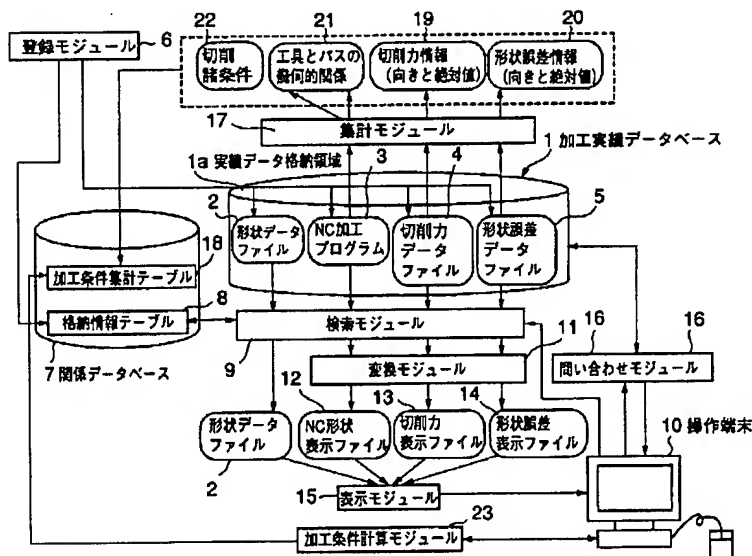 22
21
19
20
登録モジュール
6
切削
諸条件
工具とパスの
幾何的関係
切削力情報
(向きと絶対値)
形状誤差情報
(向きと絶対値)
17
集計モジュール
1a 実績データ格納領域
3
4
1 加工実績データベース
2
5
形状データ
ファイル
NC加工
プログラム
切削力
データ
ファイル
形状誤差
データ
ファイル
18
加工条件集計テーブル
8
格納情報テーブル
7 関係データベース
検索モジュール
9
11
変換モジュール
16
16
問い合わせモジュール
12
13
14
形状データ
ファイル
2
NC形状
表示ファイル
切削力
表示ファイル
形状誤差
表示ファイル
10 操作端末
15
表示モジュール
23
加工条件計算モジュール